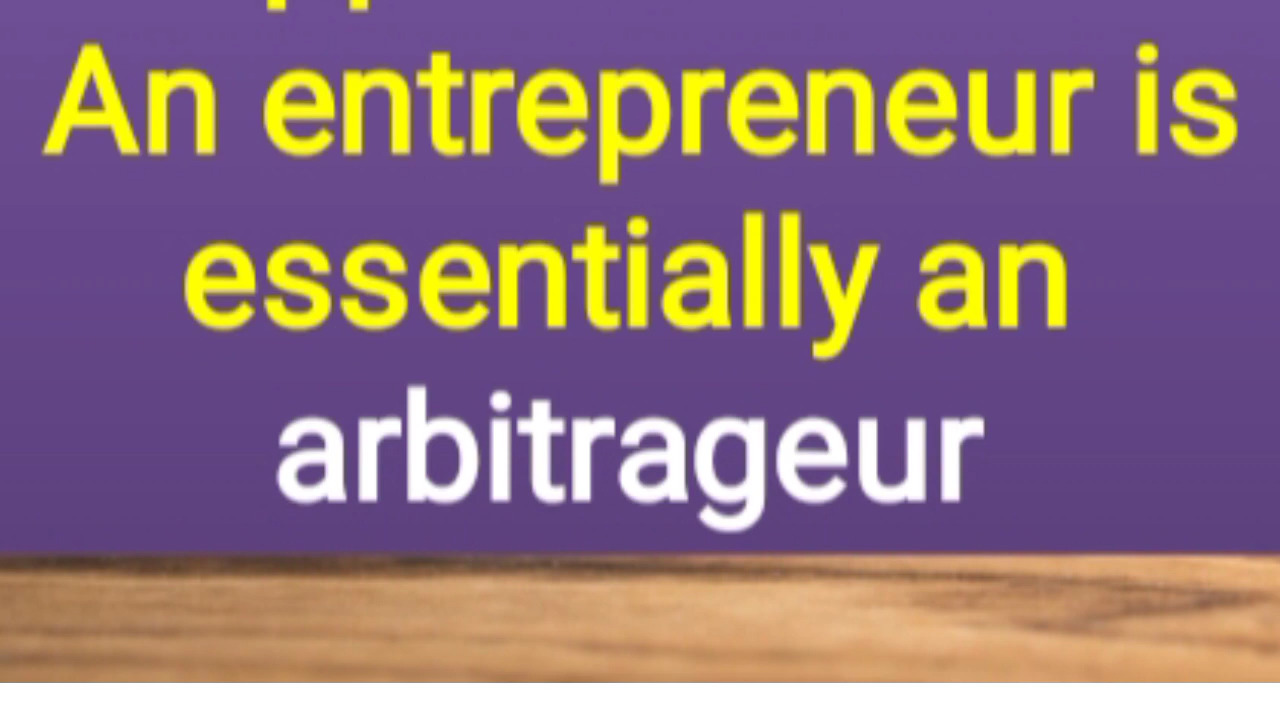 An entrepreneur is
essentially an
arbitrageur